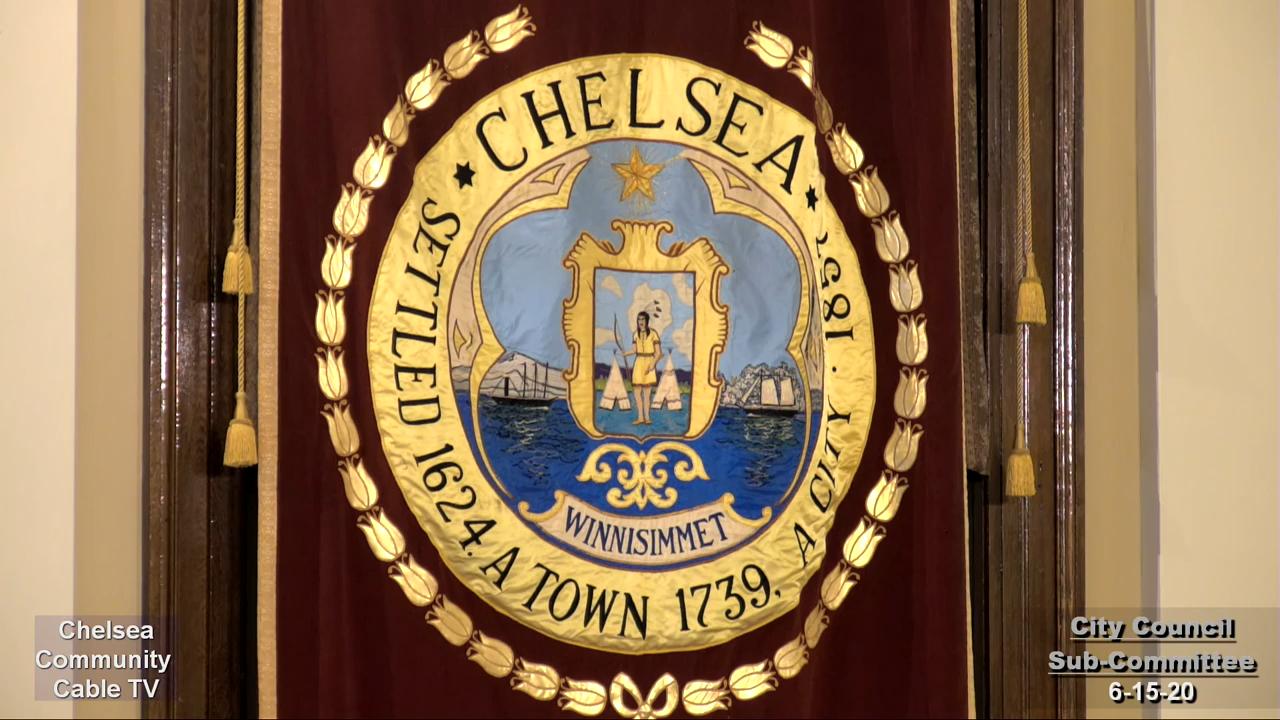 CHELSEA
SETTLED 1624. A TOWN 1739. A CITY · 1857
WINNISIMMET
Chelsea
Community
Cable TV
City Council
Sub-Committee
6-15-20